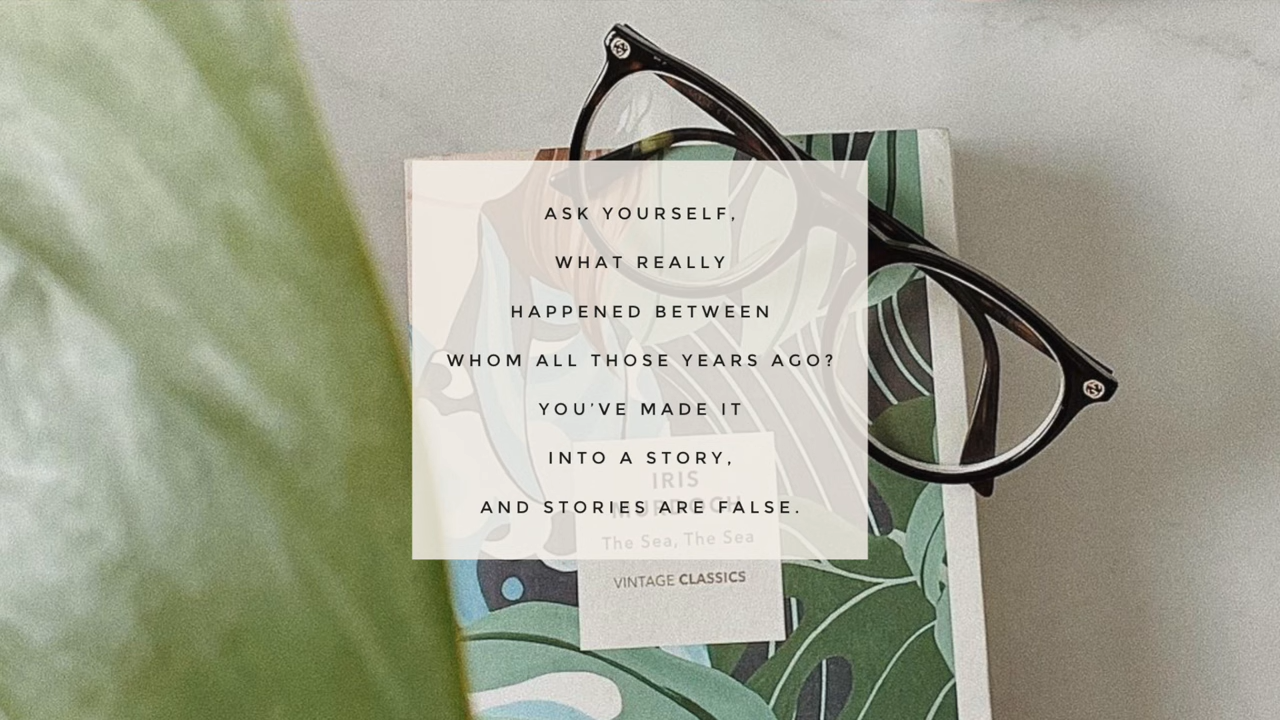 ASK YOURSELF,
WHAT REALLY
HAPPENED BETWEEN
WHOM ALL THOSE YEARS AGO?
YOU'VE MADE IT
INTO A STORY,
AND STORIES ARE FALSE.
IRIS
MURDOCH
The Sea, The Sea
VINTAGE CLASSICS